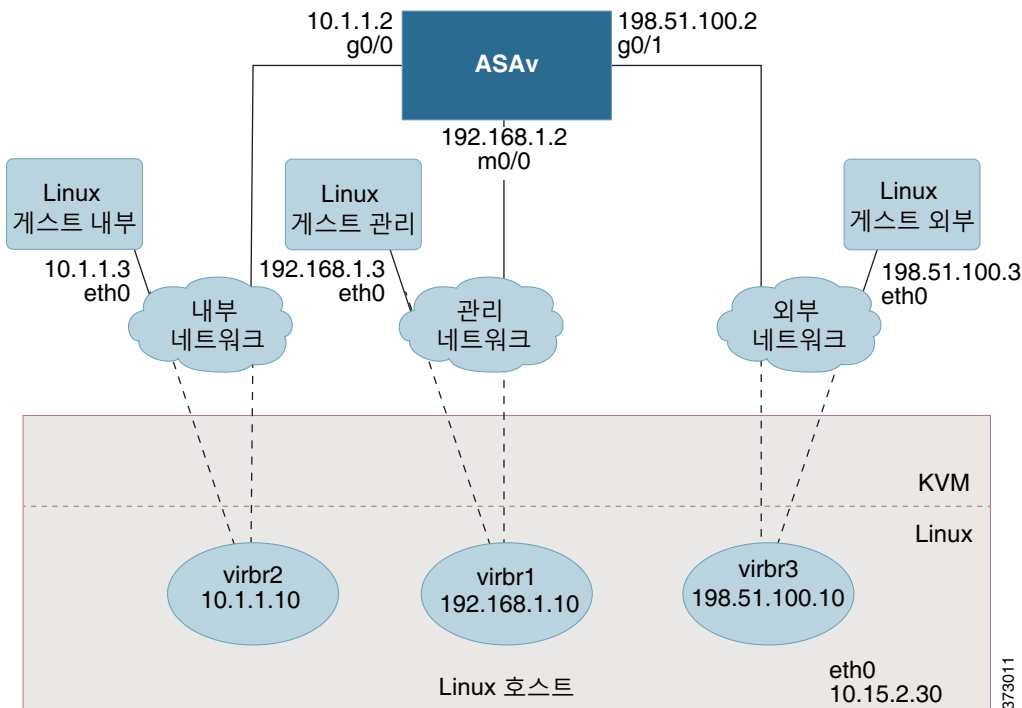 10.1.1.2
g0/0
ASAv
198.51.100.2
g0/1
192.168.1.2
m0/0
Linux
게스트 내부
Linux
게스트 관리
Linux
게스트 외부
10.1.1.3
eth0
192.168.1.3
eth0
198.51.100.3
eth0
내부
네트워크
관리
네트워크
외부
네트워크
KVM
Linux
virbr2
10.1.1.10
virbr1
192.168.1.10
virbr3
198.51.100.10
Linux 호스트
eth0
10.15.2.30
373011